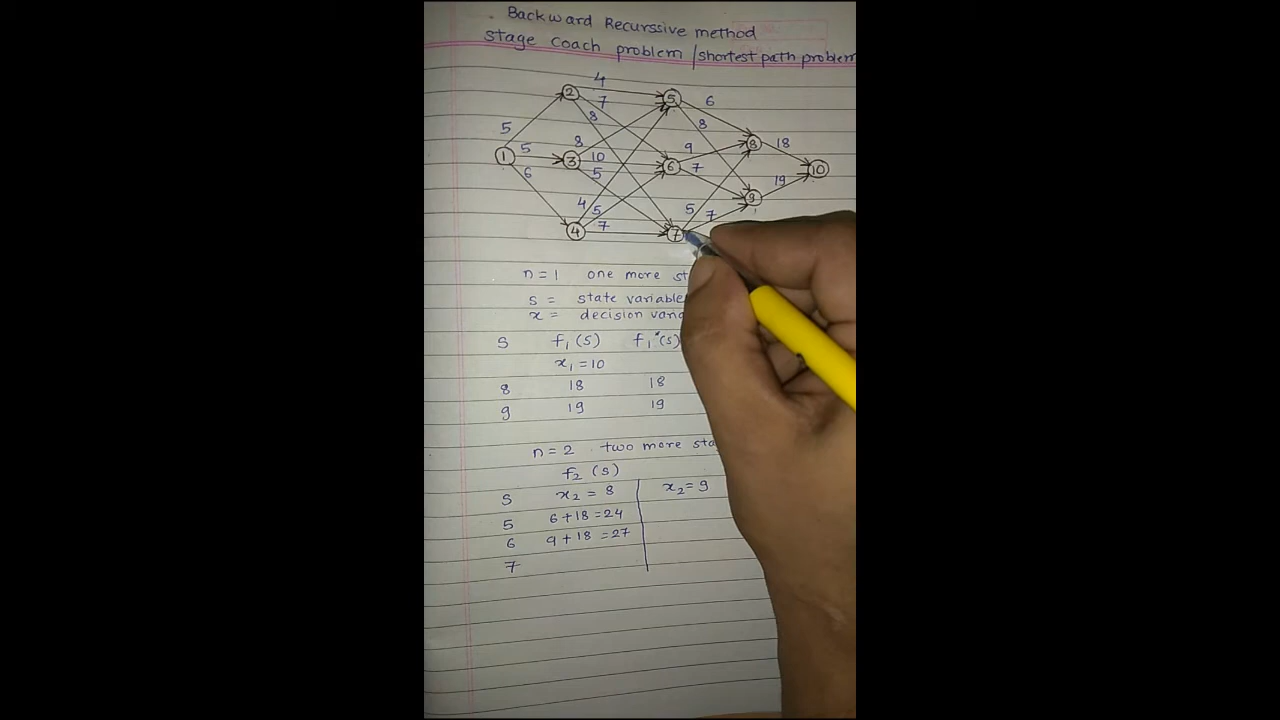 Backward Recurssive method
stage coach problem / shortest path problem
4
2
5
7
6
8
8
5
8
18
8
9
1
5
3
10
6
7
10
6
5
19
9
4
5
5
7
4
7
7
n = 1 one more
s = state variable
x = decision
s f₁(s) f₁*(s)
x₁ = 10
8 18 18
9 19 19
n = 2 two more
f₂ (s)
s x₂ = 8 x₂ = 9
5 6 + 18 = 24
6 9 + 18 = 27
7